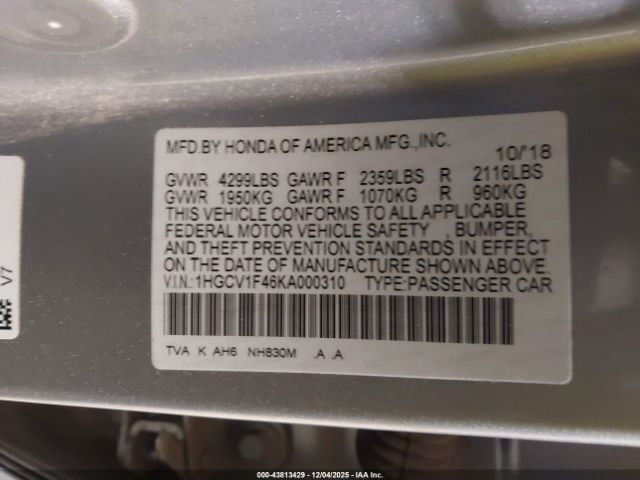 MFD.BY HONDA OF AMERICA MFG.,INC. 10/'18
GVWR 4299LBS GAWR F 2359LBS R 2116LBS
GVWR 1950KG GAWR F 1070KG R 960KG
THIS VEHICLE CONFORMS TO ALL APPLICABLE
FEDERAL MOTOR VEHICLE SAFETY , BUMPER,
AND THEFT PREVENTION STANDARDS IN EFFECT
ON THE DATE OF MANUFACTURE SHOWN ABOVE.
V.I.N.: 1HGCV1F46KA000310 TYPE:PASSENGER CAR
TVA K AH6 NH830M .A .A
V7
000-43813429 - 12/04/2025 - IAA Inc.